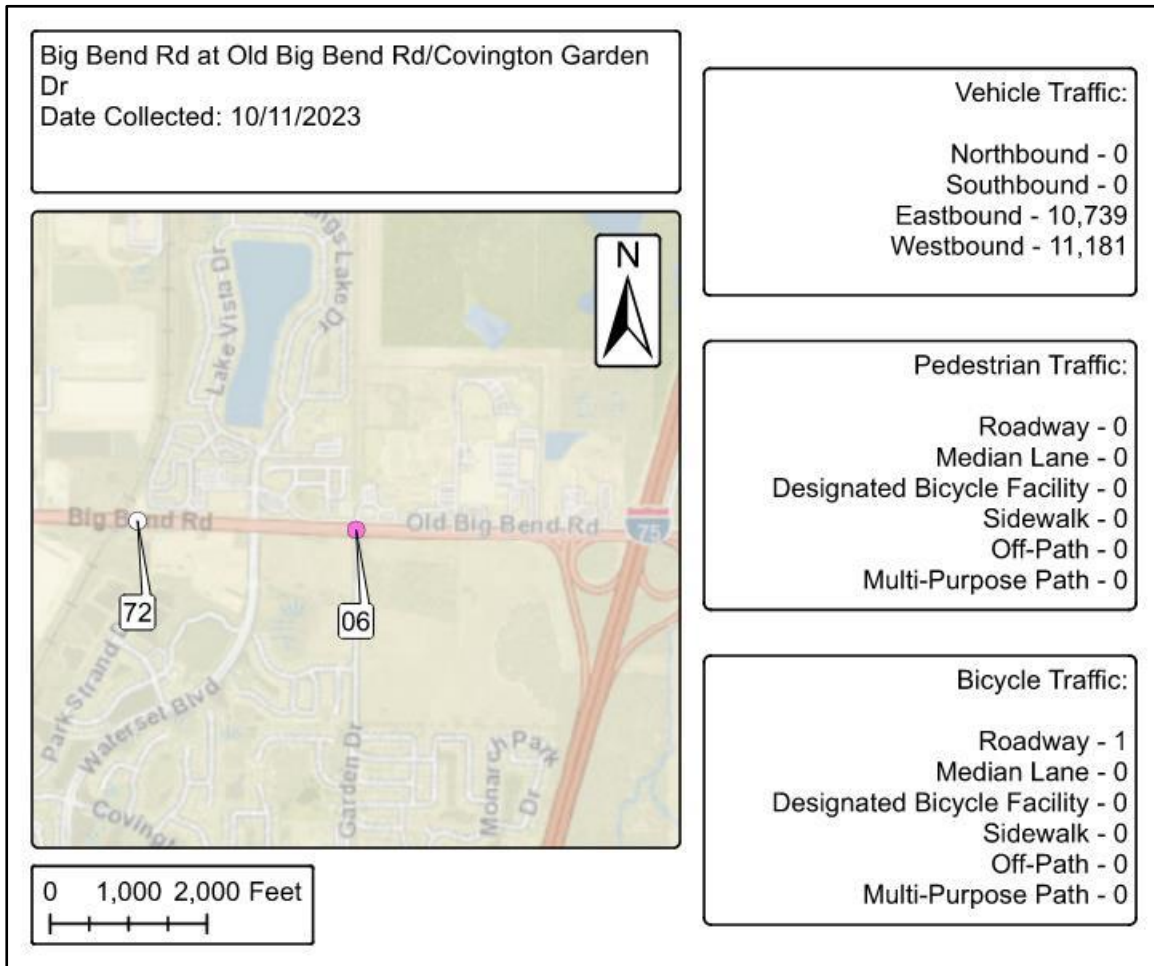 Big Bend Rd at Old Big Bend Rd/Covington Garden
Dr
Date Collected: 10/11/2023
Vehicle Traffic:
Northbound - 0
Southbound - 0
Eastbound - 10,739
Westbound - 11,181
Pedestrian Traffic:
Roadway - 0
Median Lane - 0
Designated Bicycle Facility - 0
Sidewalk - 0
Off-Path - 0
Multi-Purpose Path - 0
Bicycle Traffic:
Roadway - 1
Median Lane - 0
Designated Bicycle Facility - 0
Sidewalk - 0
Off-Path - 0
Multi-Purpose Path - 0
N
Lake Vista Dr
Lake Dr
Big Bend Rd
Old Big Bend Rd
75
72
06
Park Strand
Waterset Blvd
Garden Dr
Monarch Park
Dr
0 1,000 2,000 Feet